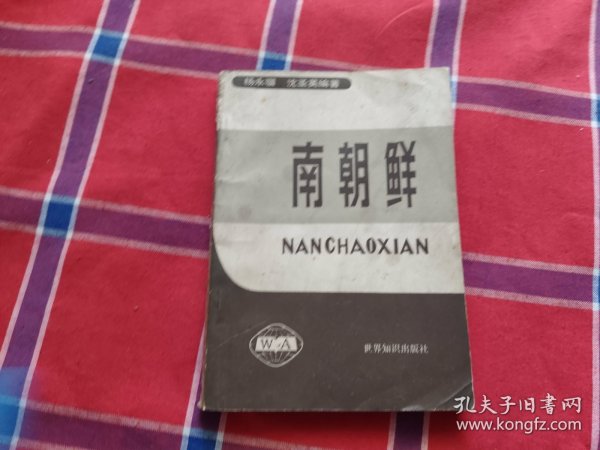 杨永骝 沈圣英编著
南朝鲜
NANCHAOXIAN
W A
世界知识出版社
孔夫子旧书网
www.kongfz.com